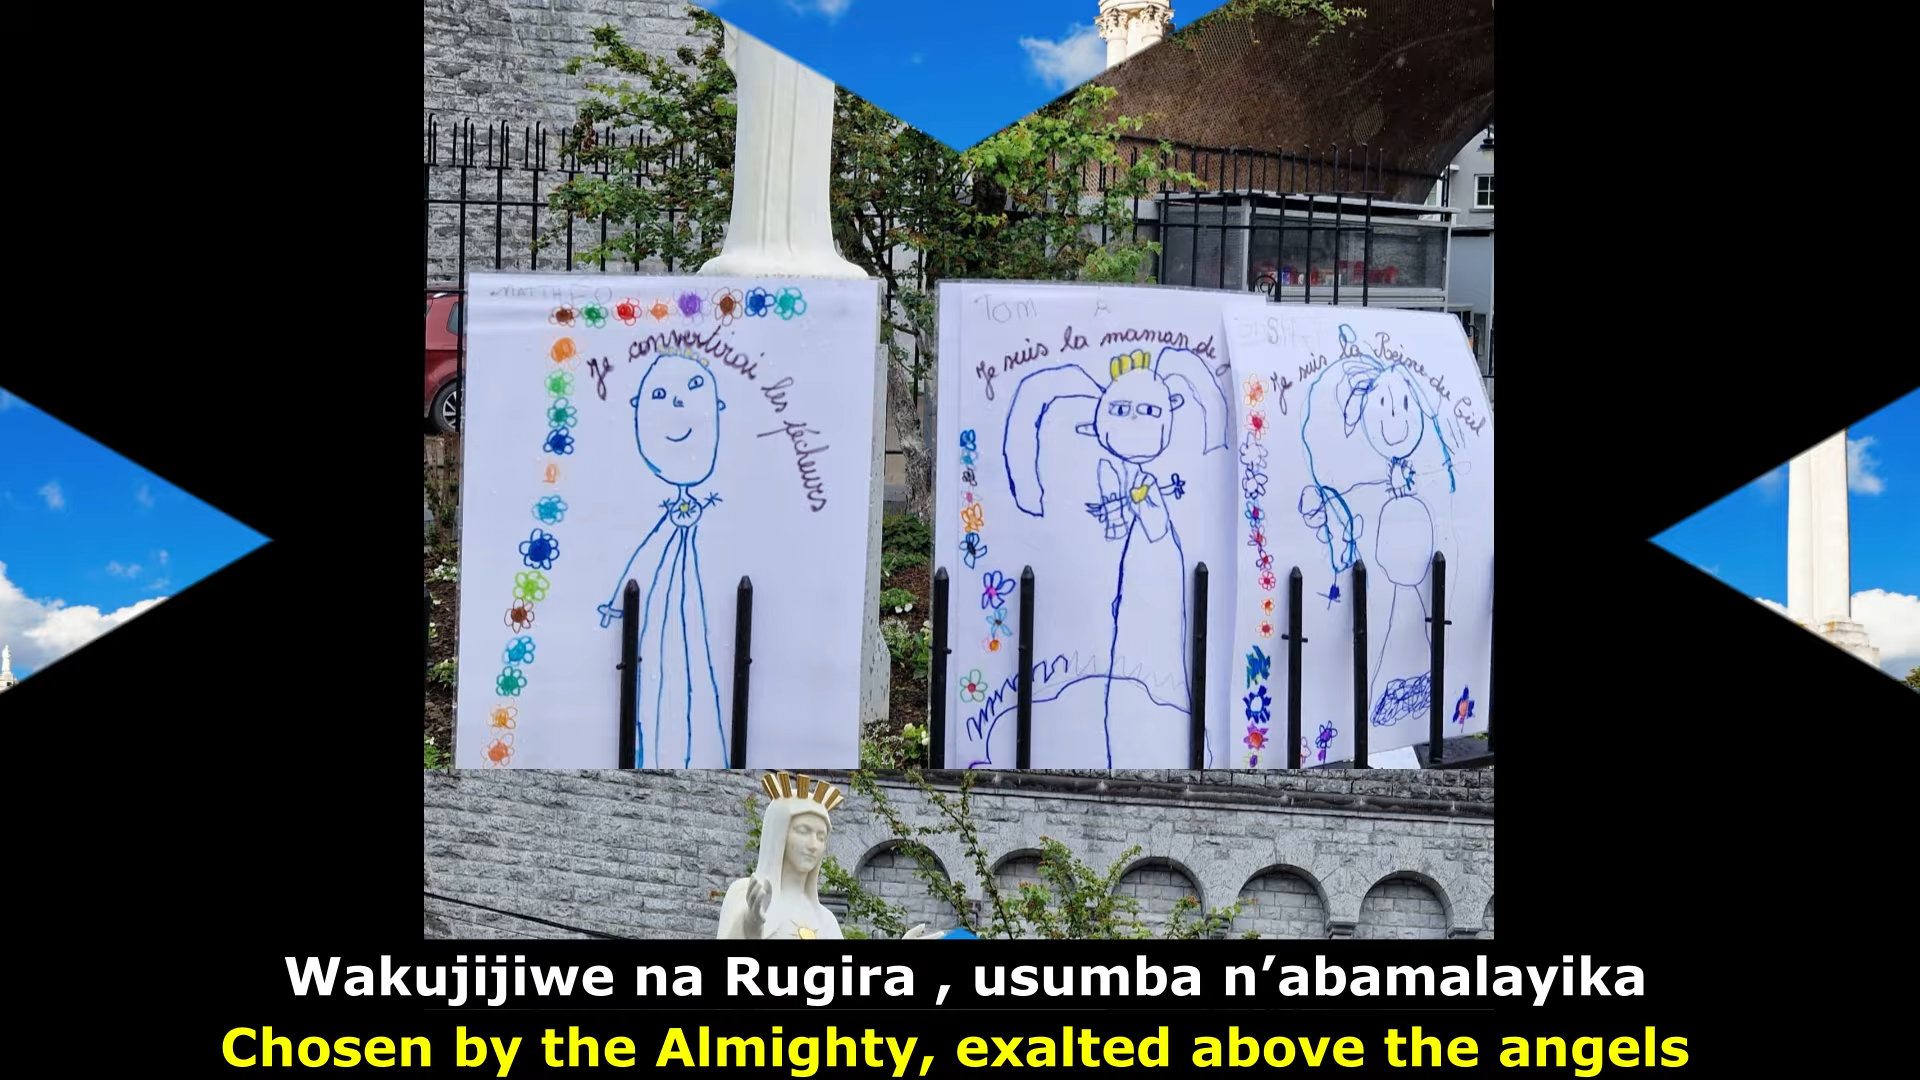 MATTHEO
Je convertirai les pécheurs
Tom A
Je suis la maman de
Je suis la Reine du Ciel
Wakujijiwe na Rugira , usumba n’abamalayika
Chosen by the Almighty, exalted above the angels